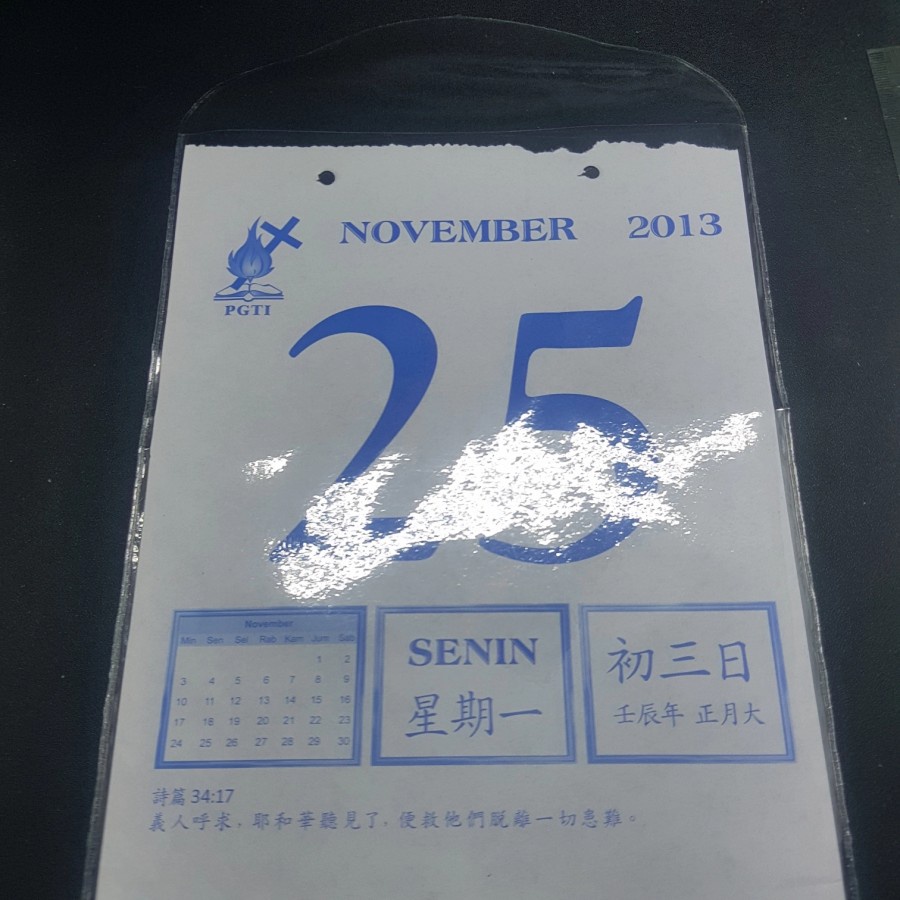 NOVEMBER 2013
PGTI
25
November
Min Sen Sel Rab Kam Jum Sab
1 2
3 4 5 6 7 8 9
10 11 12 13 14 15 16
17 18 19 20 21 22 23
24 25 26 27 28 29 30
SENIN
星期一
初三日
壬辰年 正月大
詩篇 34:17
義人呼求，耶和華聽見了，便救他們脫離一切患難。